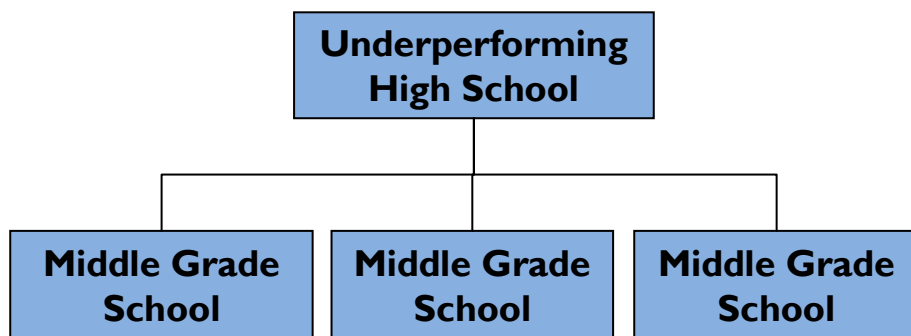 Underperforming
High School
Middle Grade
School
Middle Grade
School
Middle Grade
School